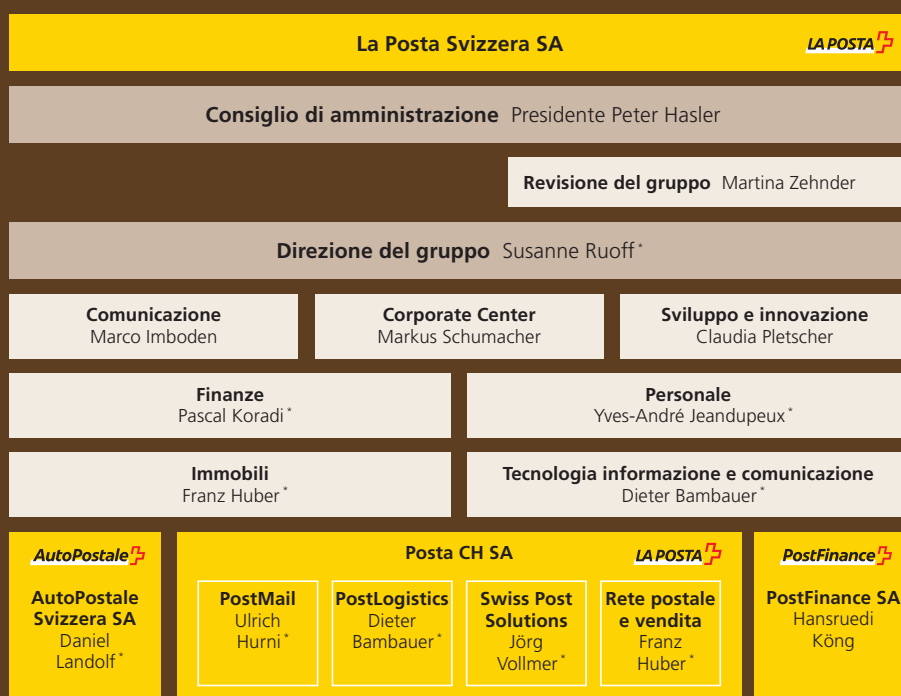 La Posta Svizzera SA
LA POSTA
Consiglio di amministrazione Presidente Peter Hasler
Revisione del gruppo Martina Zehnder
Direzione del gruppo Susanne Ruoff *
Comunicazione
Marco Imboden
Corporate Center
Markus Schumacher
Sviluppo e innovazione
Claudia Pletscher
Finanze
Pascal Koradi *
Personale
Yves-André Jeandupeux *
Immobili
Franz Huber *
Tecnologia informazione e comunicazione
Dieter Bambauer *
AutoPostale
AutoPostale
Svizzera SA
Daniel
Landolf *
Posta CH SA
LA POSTA
PostMail
Ulrich
Hurni *
PostLogistics
Dieter
Bambauer *
Swiss Post
Solutions
Jörg
Vollmer *
Rete postale
e vendita
Franz
Huber *
PostFinance
PostFinance SA
Hansruedi
Köng